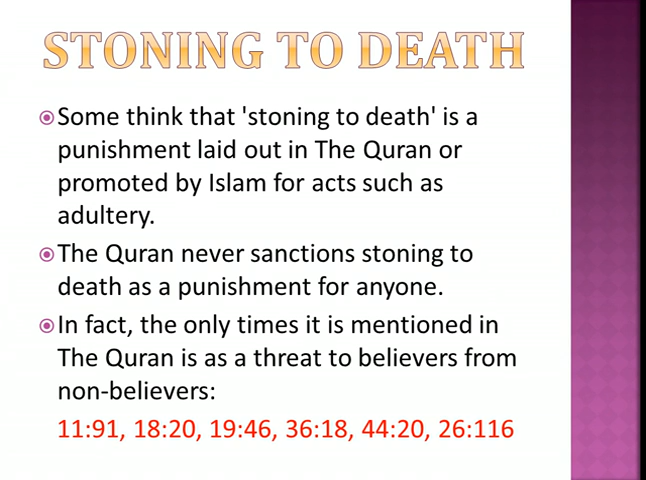 STONING TO DEATH
Some think that 'stoning to death' is a
punishment laid out in The Quran or
promoted by Islam for acts such as
adultery.
The Quran never sanctions stoning to
death as a punishment for anyone.
In fact, the only times it is mentioned in
The Quran is as a threat to believers from
non-believers:
11:91, 18:20, 19:46, 36:18, 44:20, 26:116